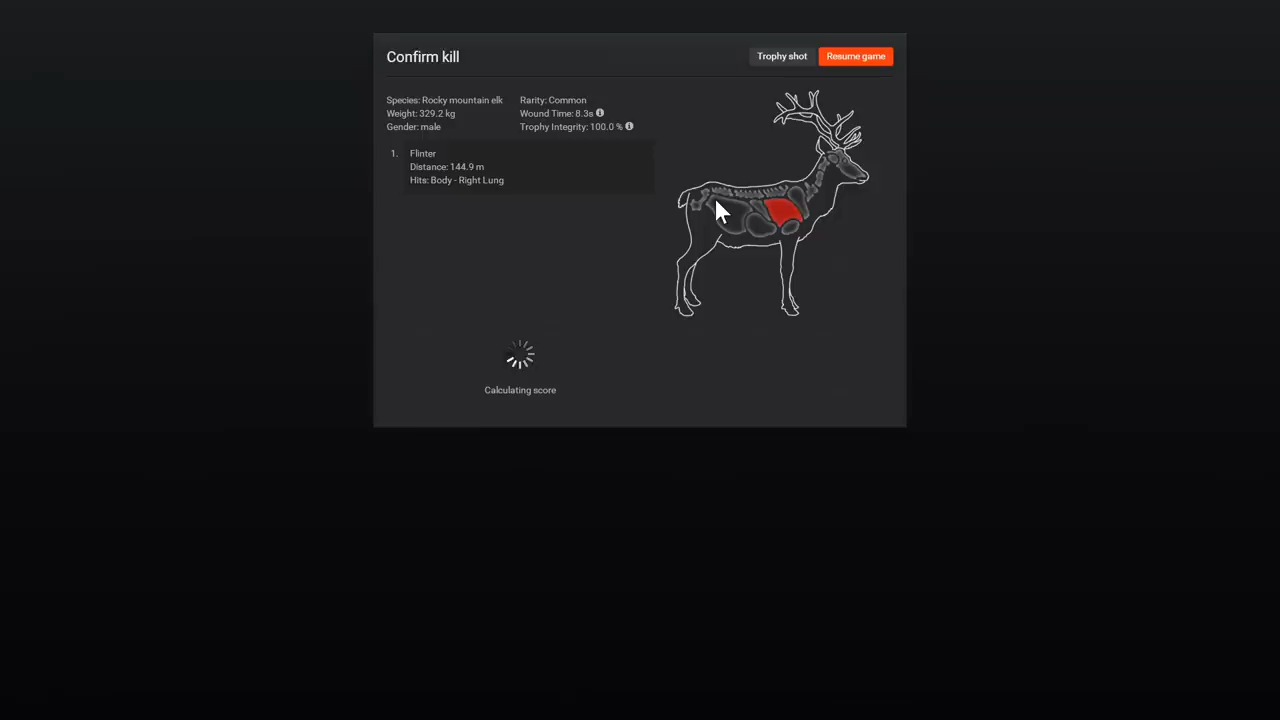 Confirm kill
Trophy shot
Resume game
Species: Rocky mountain elk
Weight: 329.2 kg
Gender: male
Rarity: Common
Wound Time: 8.3s
Trophy Integrity: 100.0 %
1. Flinter
Distance: 144.9 m
Hits: Body - Right Lung
Calculating score